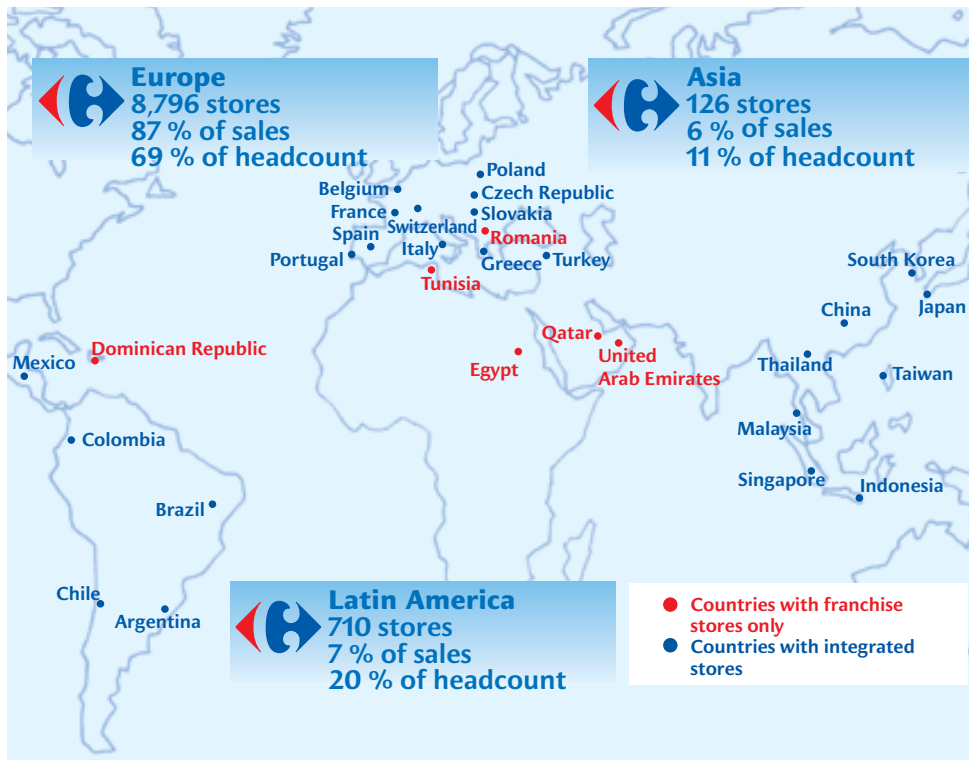 Europe
8,796 stores
87 % of sales
69 % of headcount
Asia
126 stores
6 % of sales
11 % of headcount
Poland
Belgium
Czech Republic
France
Switzerland
Slovakia
Spain
Italy
Romania
Portugal
Greece
Turkey
Tunisia
South Korea
Japan
China
Qatar
United
Arab Emirates
Egypt
Dominican Republic
Mexico
Thailand
Taiwan
Malaysia
Colombia
Singapore
Indonesia
Brazil
Chile
Argentina
Latin America
710 stores
7 % of sales
20 % of headcount
Countries with franchise
stores only
Countries with integrated
stores